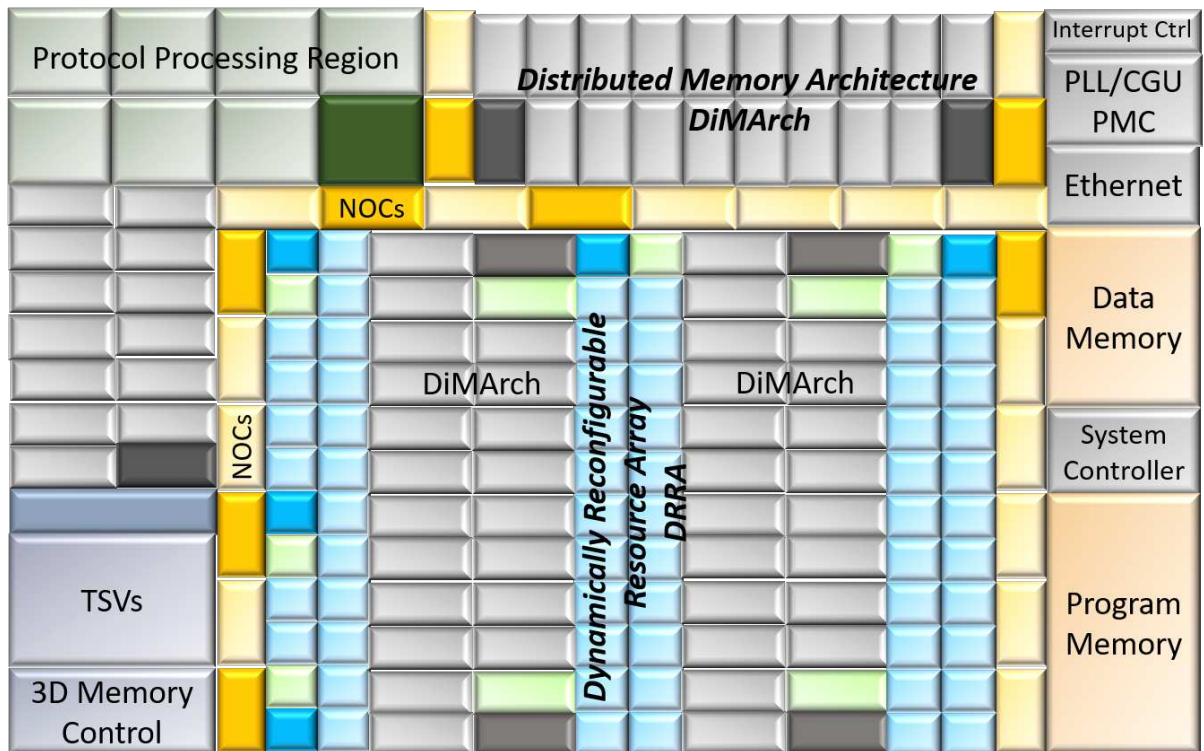 Protocol Processing Region
Distributed Memory Architecture
DiMArch
Interrupt Ctrl
PLL/CGU
PMC
Ethernet
NOCs
Data
Memory
DiMArch
DiMArch
Dynamically Reconfigurable
Resource Array
DRRA
NOCs
System
Controller
TSVs
Program
Memory
3D Memory
Control